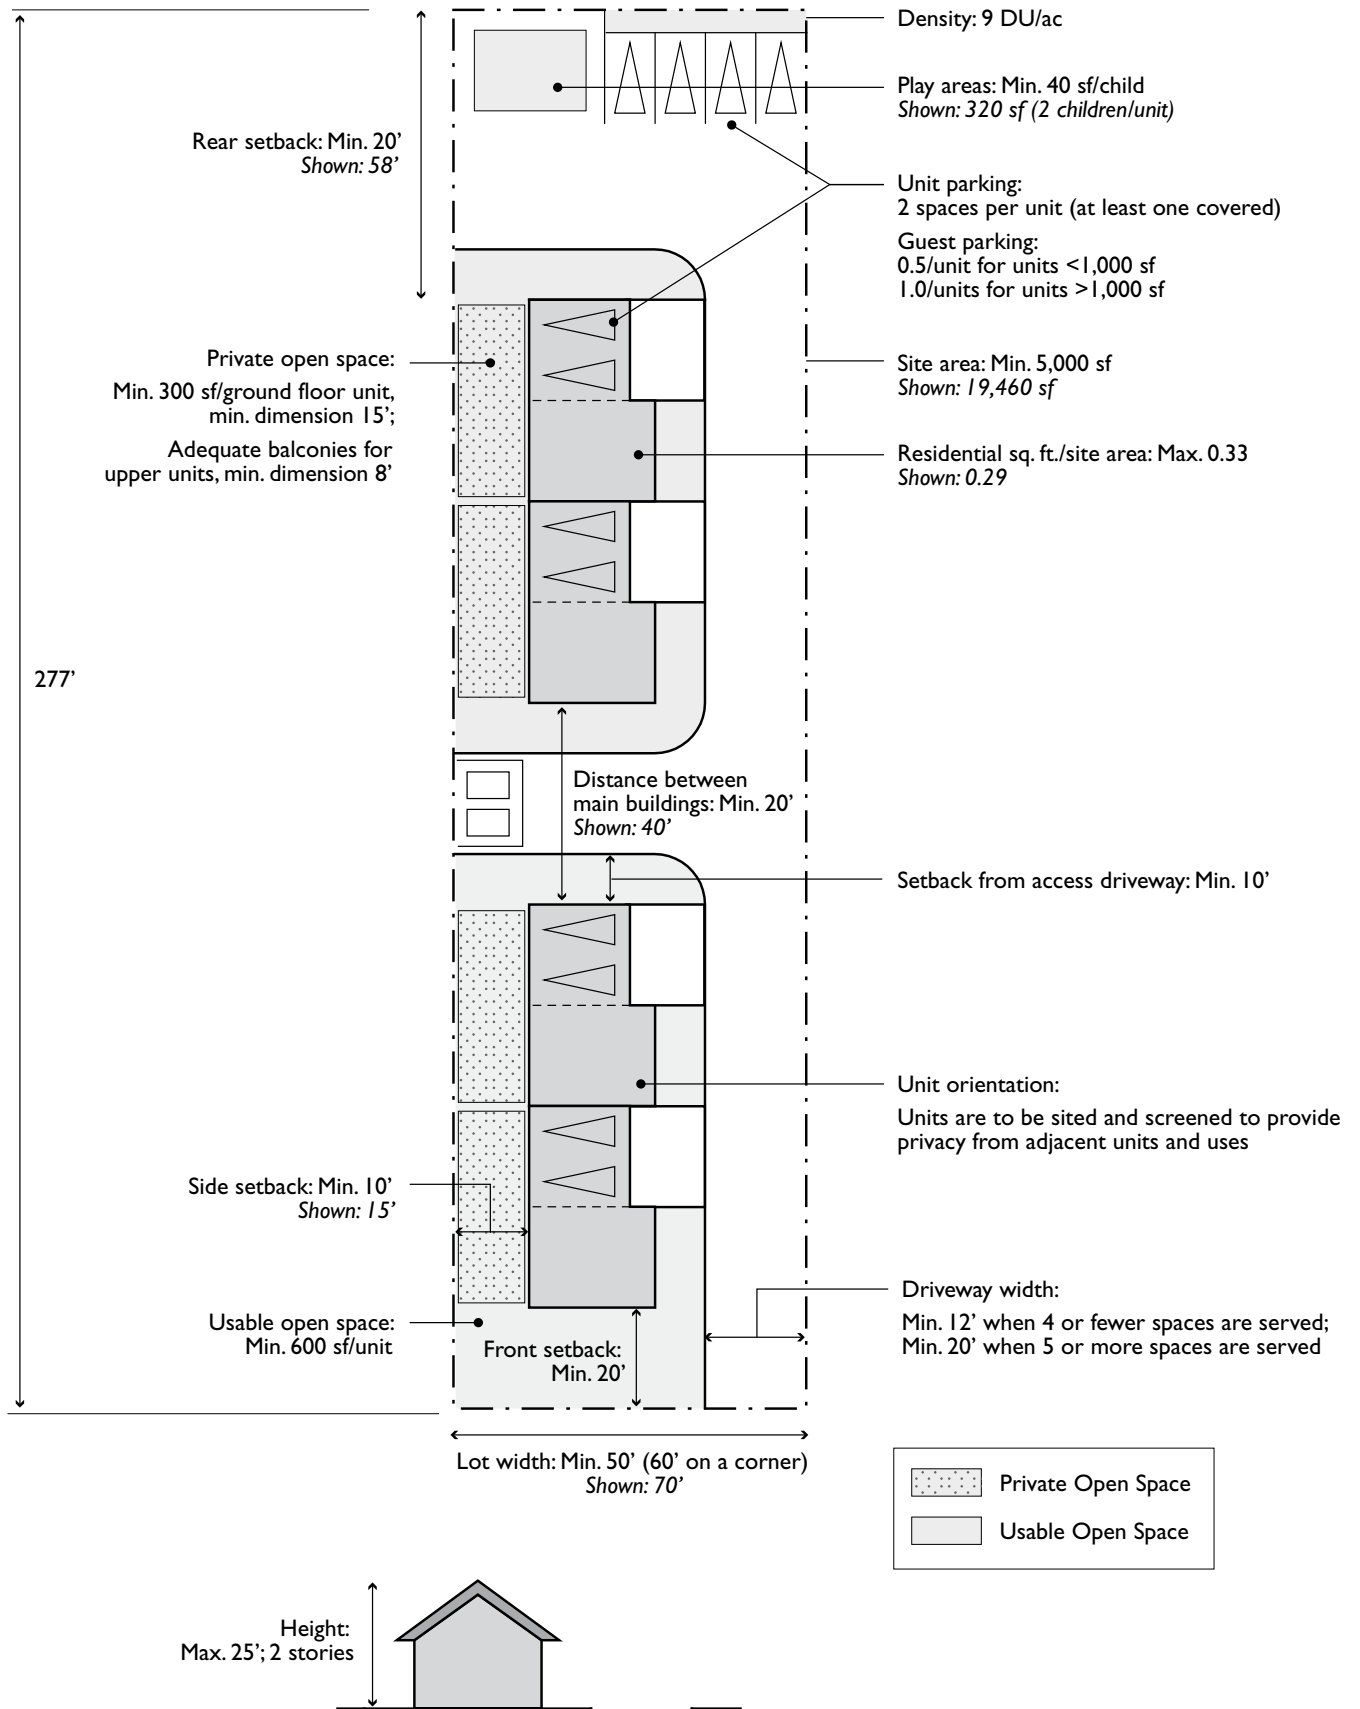 Density: 9 DU/ac
Play areas: Min. 40 sf/child
Shown: 320 sf (2 children/unit)
Rear setback: Min. 20’
Shown: 58’
Unit parking:
2 spaces per unit (at least one covered)
Guest parking:
0.5/unit for units <1,000 sf
1.0/units for units >1,000 sf
Private open space:
Min. 300 sf/ground floor unit,
min. dimension 15’;
Adequate balconies for
upper units, min. dimension 8’
Site area: Min. 5,000 sf
Shown: 19,460 sf
Residential sq. ft./site area: Max. 0.33
Shown: 0.29
277’
Distance between
main buildings: Min. 20’
Shown: 40’
Setback from access driveway: Min. 10’
Unit orientation:
Units are to be sited and screened to provide
privacy from adjacent units and uses
Side setback: Min. 10’
Shown: 15’
Driveway width:
Min. 12’ when 4 or fewer spaces are served;
Min. 20’ when 5 or more spaces are served
Usable open space:
Min. 600 sf/unit
Front setback:
Min. 20’
Lot width: Min. 50’ (60’ on a corner)
Shown: 70’
Private Open Space
Usable Open Space
Height:
Max. 25’; 2 stories